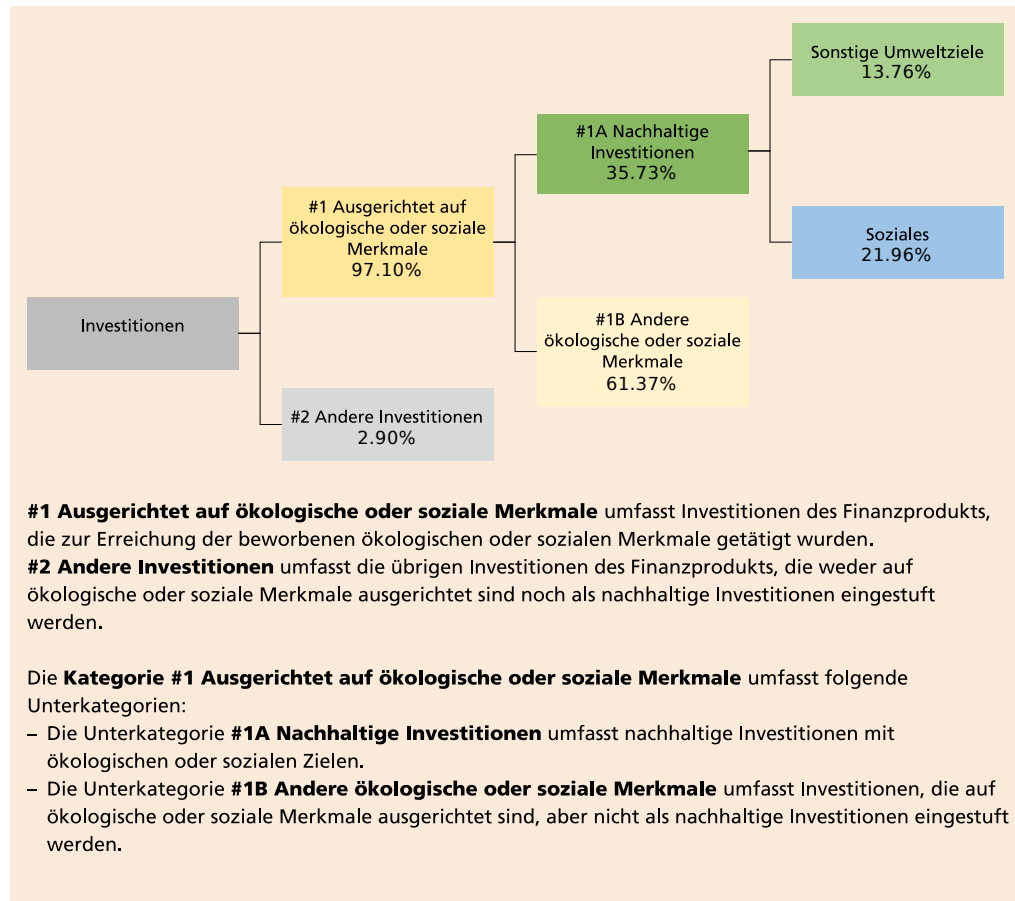 Sonstige Umweltziele
13.76%
#1A Nachhaltige
Investitionen
35.73%
#1 Ausgerichtet auf
ökologische oder soziale
Merkmale
97.10%
Soziales
21.96%
Investitionen
#1B Andere
ökologische oder soziale
Merkmale
61.37%
#2 Andere Investitionen
2.90%
#1 Ausgerichtet auf ökologische oder soziale Merkmale umfasst Investitionen des Finanzprodukts,
die zur Erreichung der beworbenen ökologischen oder sozialen Merkmale getätigt wurden.
#2 Andere Investitionen umfasst die übrigen Investitionen des Finanzprodukts, die weder auf
ökologische oder soziale Merkmale ausgerichtet sind noch als nachhaltige Investitionen eingestuft
werden.
Die Kategorie #1 Ausgerichtet auf ökologische oder soziale Merkmale umfasst folgende
Unterkategorien:
– Die Unterkategorie #1A Nachhaltige Investitionen umfasst nachhaltige Investitionen mit
ökologischen oder sozialen Zielen.
– Die Unterkategorie #1B Andere ökologische oder soziale Merkmale umfasst Investitionen, die auf
ökologische oder soziale Merkmale ausgerichtet sind, aber nicht als nachhaltige Investitionen eingestuft
werden.